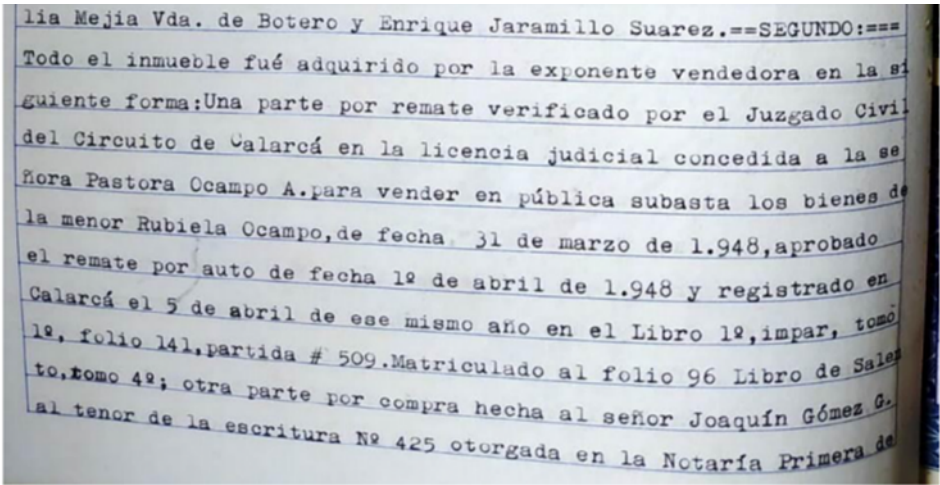 lia Mejia Vda. de Botero y Enrique Jaramillo Suarez.==SEGUNDO:===
Todo el inmueble fué adquirido por la exponente vendedora en la si
guiente forma:Una parte por remate verificado por el Juzgado Civil
del Circuito de Calarcá en la licencia judicial concedida a la se
ñora Pastora Ocampo A.para vender en pública subasta los bienes de
la menor Rubiela Ocampo,de fecha 31 de marzo de 1.948,aprobado
el remate por auto de fecha 1º de abril de 1.948 y registrado en
Calarcá el 5 de abril de ese mismo año en el Libro 1º,impar, tomo
1º, folio 141,partida # 509.Matriculado al folio 96 Libro de Salen
to,tomo 4º; otra parte por compra hecha al señor Joaquín Gómez G.
al tenor de la escritura Nº 425 otorgada en la Notaría Primera de